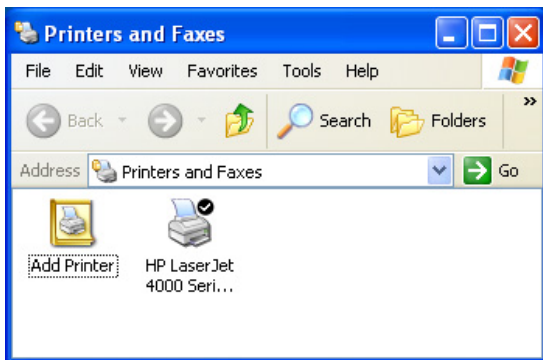 Printers and Faxes
File Edit View Favorites Tools Help
Back Search Folders »
Address Printers and Faxes Go
Add Printer HP LaserJet
4000 Seri...